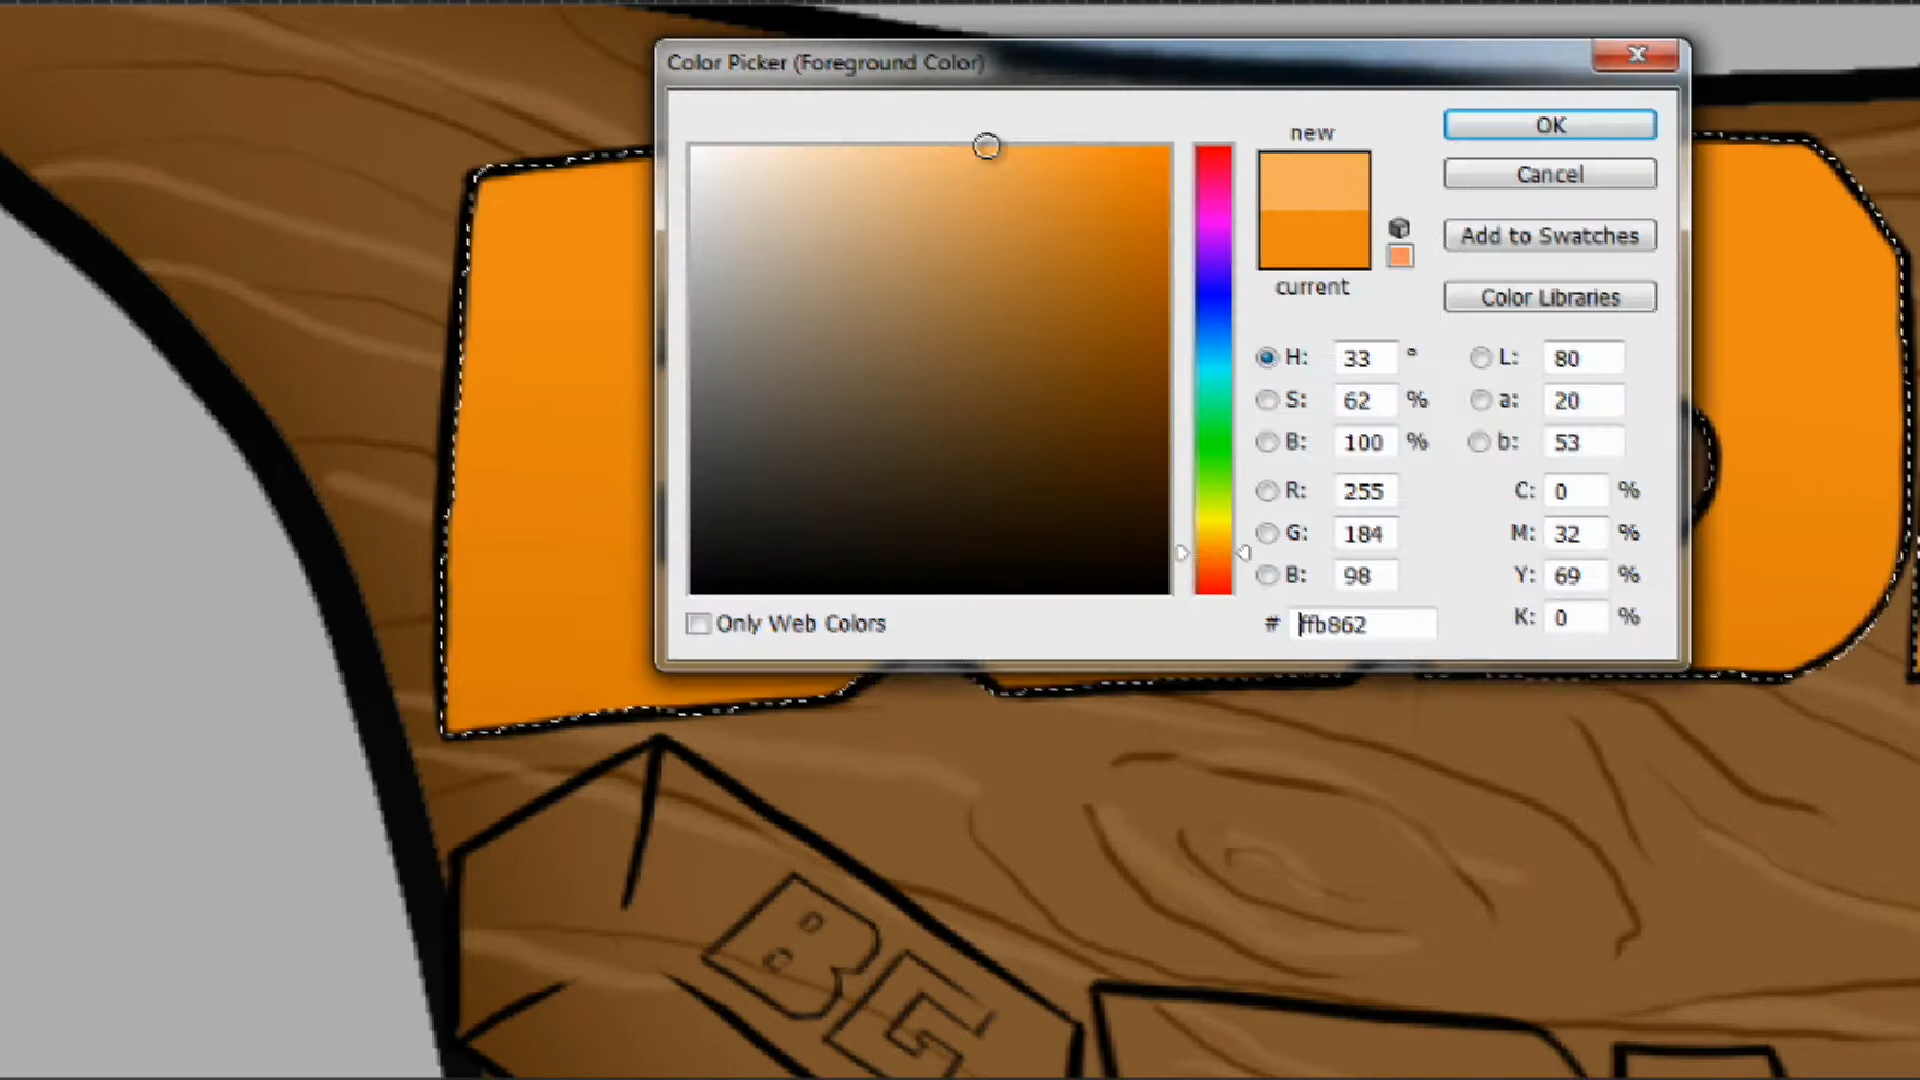 Color Picker (Foreground Color)
x
new
current
OK
Cancel
Add to Swatches
Color Libraries
H: 33 °
S: 62 %
B: 100 %
R: 255
G: 184
B: 98
# ffb862
L: 80
a: 20
b: 53
C: 0 %
M: 32 %
Y: 69 %
K: 0 %
Only Web Colors
BG